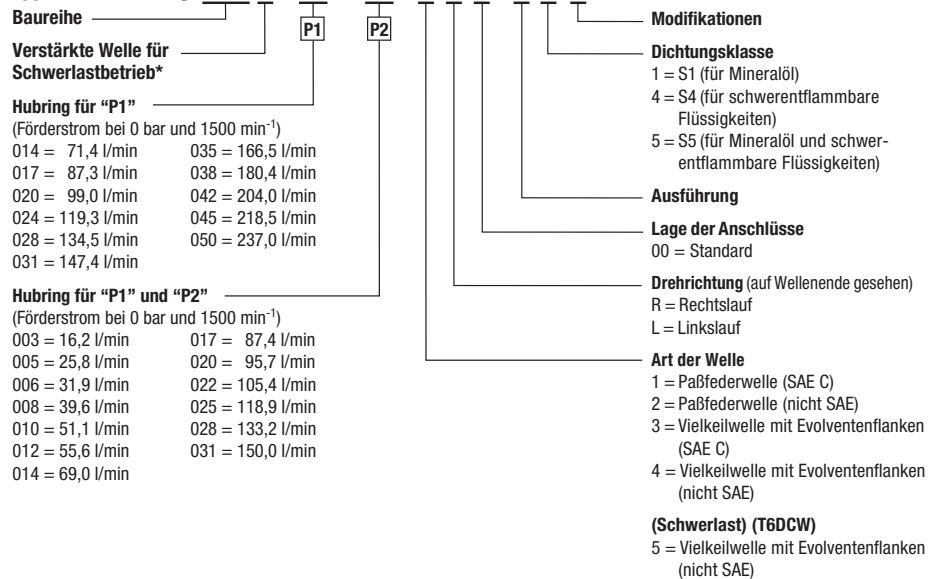 Baureihe
P1
P2
Verstärkte Welle für
Schwerlastbetrieb*
Hubring für “P1”
(Förderstrom bei 0 bar und 1500 min-1)
014 = 71,4 l/min 035 = 166,5 l/min
017 = 87,3 l/min 038 = 180,4 l/min
020 = 99,0 l/min 042 = 204,0 l/min
024 = 119,3 l/min 045 = 218,5 l/min
028 = 134,5 l/min 050 = 237,0 l/min
031 = 147,4 l/min
Hubring für “P1” und “P2”
(Förderstrom bei 0 bar und 1500 min-1)
003 = 16,2 l/min 017 = 87,4 l/min
005 = 25,8 l/min 020 = 95,7 l/min
006 = 31,9 l/min 022 = 105,4 l/min
008 = 39,6 l/min 025 = 118,9 l/min
010 = 51,1 l/min 028 = 133,2 l/min
012 = 55,6 l/min 031 = 150,0 l/min
014 = 69,0 l/min
Modifikationen
Dichtungsklasse
1 = S1 (für Mineralöl)
4 = S4 (für schwerentflammbare
Flüssigkeiten)
5 = S5 (für Mineralöl und schwer-
entflammbare Flüssigkeiten)
Ausführung
Lage der Anschlüsse
00 = Standard
Drehrichtung (auf Wellenende gesehen)
R = Rechtslauf
L = Linkslauf
Art der Welle
1 = Paßfederwelle (SAE C)
2 = Paßfederwelle (nicht SAE)
3 = Vielkeilwelle mit Evolventenflanken
(SAE C)
4 = Vielkeilwelle mit Evolventenflanken
(nicht SAE)
(Schwerlast) (T6DCW)
5 = Vielkeilwelle mit Evolventenflanken
(nicht SAE)